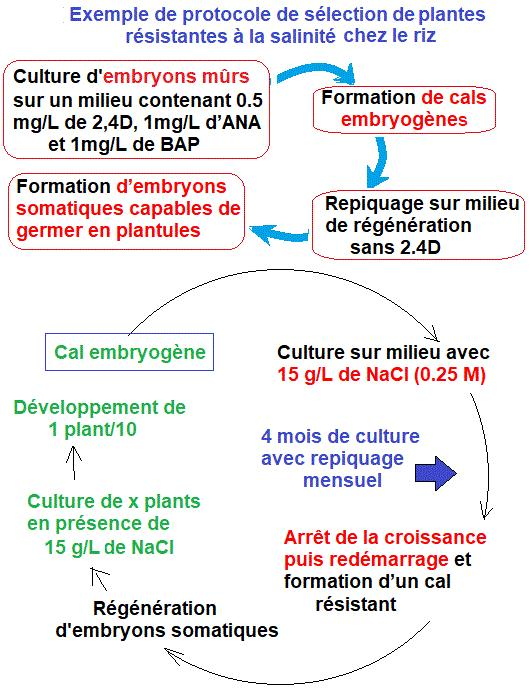 Exemple de protocole de sélection de plantes
résistantes à la salinité chez le riz
Culture d'embryons mûrs
sur un milieu contenant 0.5
mg/L de 2,4D, 1mg/L d'ANA
et 1mg/L de BAP
Formation de cals
embryogènes
Repiquage sur milieu
de régénération
sans 2.4D
Formation d'embryons
somatiques capables de
germer en plantules
Cal embryogène
Culture sur milieu avec
15 g/L de NaCl (0.25 M)
4 mois de culture
avec repiquage
mensuel
Arrêt de la croissance
puis redémarrage et
formation d'un cal
résistant
Régénération
d'embryons somatiques
Culture de x plants
en présence de
15 g/L de NaCl
Développement de
1 plant/10